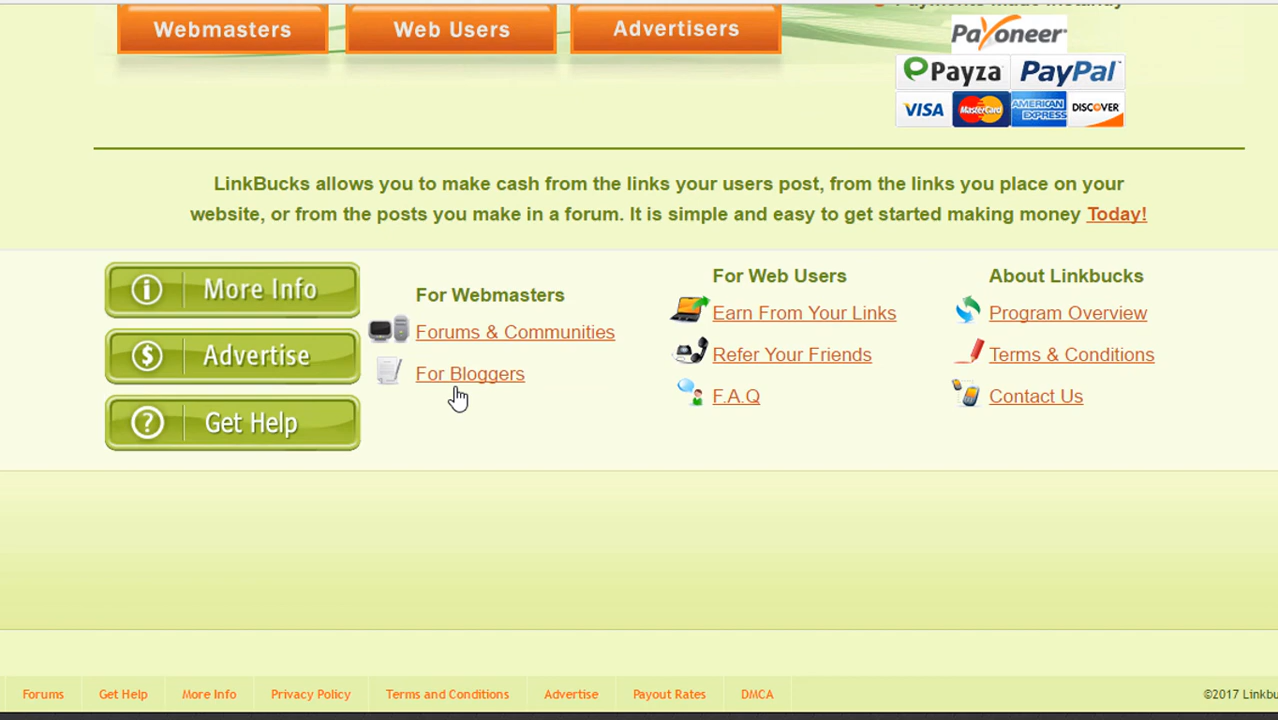 Webmasters
Web Users
Advertisers
Payments Made Instantly
Payoneer
Payza
PayPal
VISA
MasterCard
AMERICAN EXPRESS
DISCOVER
LinkBucks allows you to make cash from the links your users post, from the links you place on your
website, or from the posts you make in a forum. It is simple and easy to get started making money Today!
More Info
Advertise
Get Help
For Webmasters
Forums & Communities
For Bloggers
For Web Users
Earn From Your Links
Refer Your Friends
F.A.Q
About Linkbucks
Program Overview
Terms & Conditions
Contact Us
Forums
Get Help
More Info
Privacy Policy
Terms and Conditions
Advertise
Payout Rates
DMCA
©2017 Linkbu